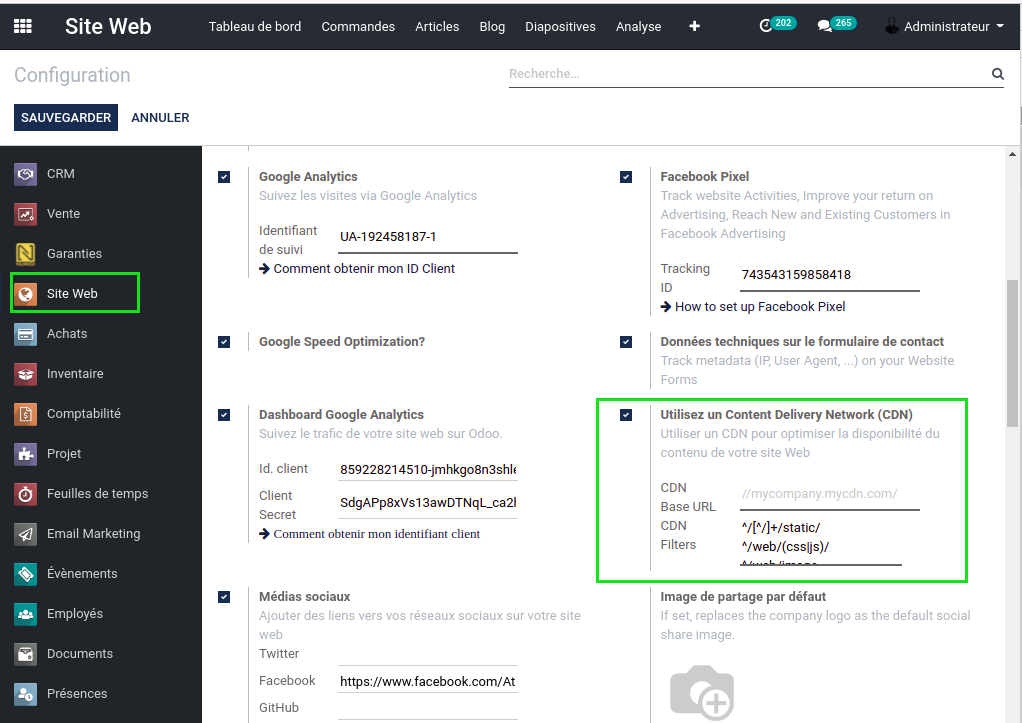 Site Web
Tableau de bord Commandes Articles Blog Diapositives Analyse
202
265
Administrateur
Configuration
Recherche...
SAUVEGARDER ANNULER
CRM
Vente
Garanties
Site Web
Achats
Inventaire
Comptabilité
Projet
Feuilles de temps
Email Marketing
Évènements
Employés
Documents
Présences
Google Analytics
Suivez les visites via Google Analytics
Identifiant
de suivi
UA-192458187-1
Comment obtenir mon ID Client
Facebook Pixel
Track website Activities, Improve your return on
Advertising, Reach New and Existing Customers in
Facebook Advertising
Tracking
ID
743543159858418
How to set up Facebook Pixel
Google Speed Optimization?
Données techniques sur le formulaire de contact
Track metadata (IP, User Agent, ...) on your Website
Forms
Dashboard Google Analytics
Suivez le trafic de votre site web sur Odoo.
Id. client
859228214510-jmhkgo8n3shle
Client
Secret
SdgAPp8xVs13awDTNqL_ca2
Comment obtenir mon identifiant client
Utilisez un Content Delivery Network (CDN)
Utiliser un CDN pour optimiser la disponibilité du
contenu de votre site Web
CDN
Base URL
//mycompany.mycdn.com/
CDN
Filters
^/[^/]+/static/
^/web/(css|js)/
^/web/image
Médias sociaux
Ajouter des liens vers vos réseaux sociaux sur votre site
web
Twitter
Facebook
https://www.facebook.com/At
GitHub
Image de partage par défaut
If set, replaces the company logo as the default social
share image.